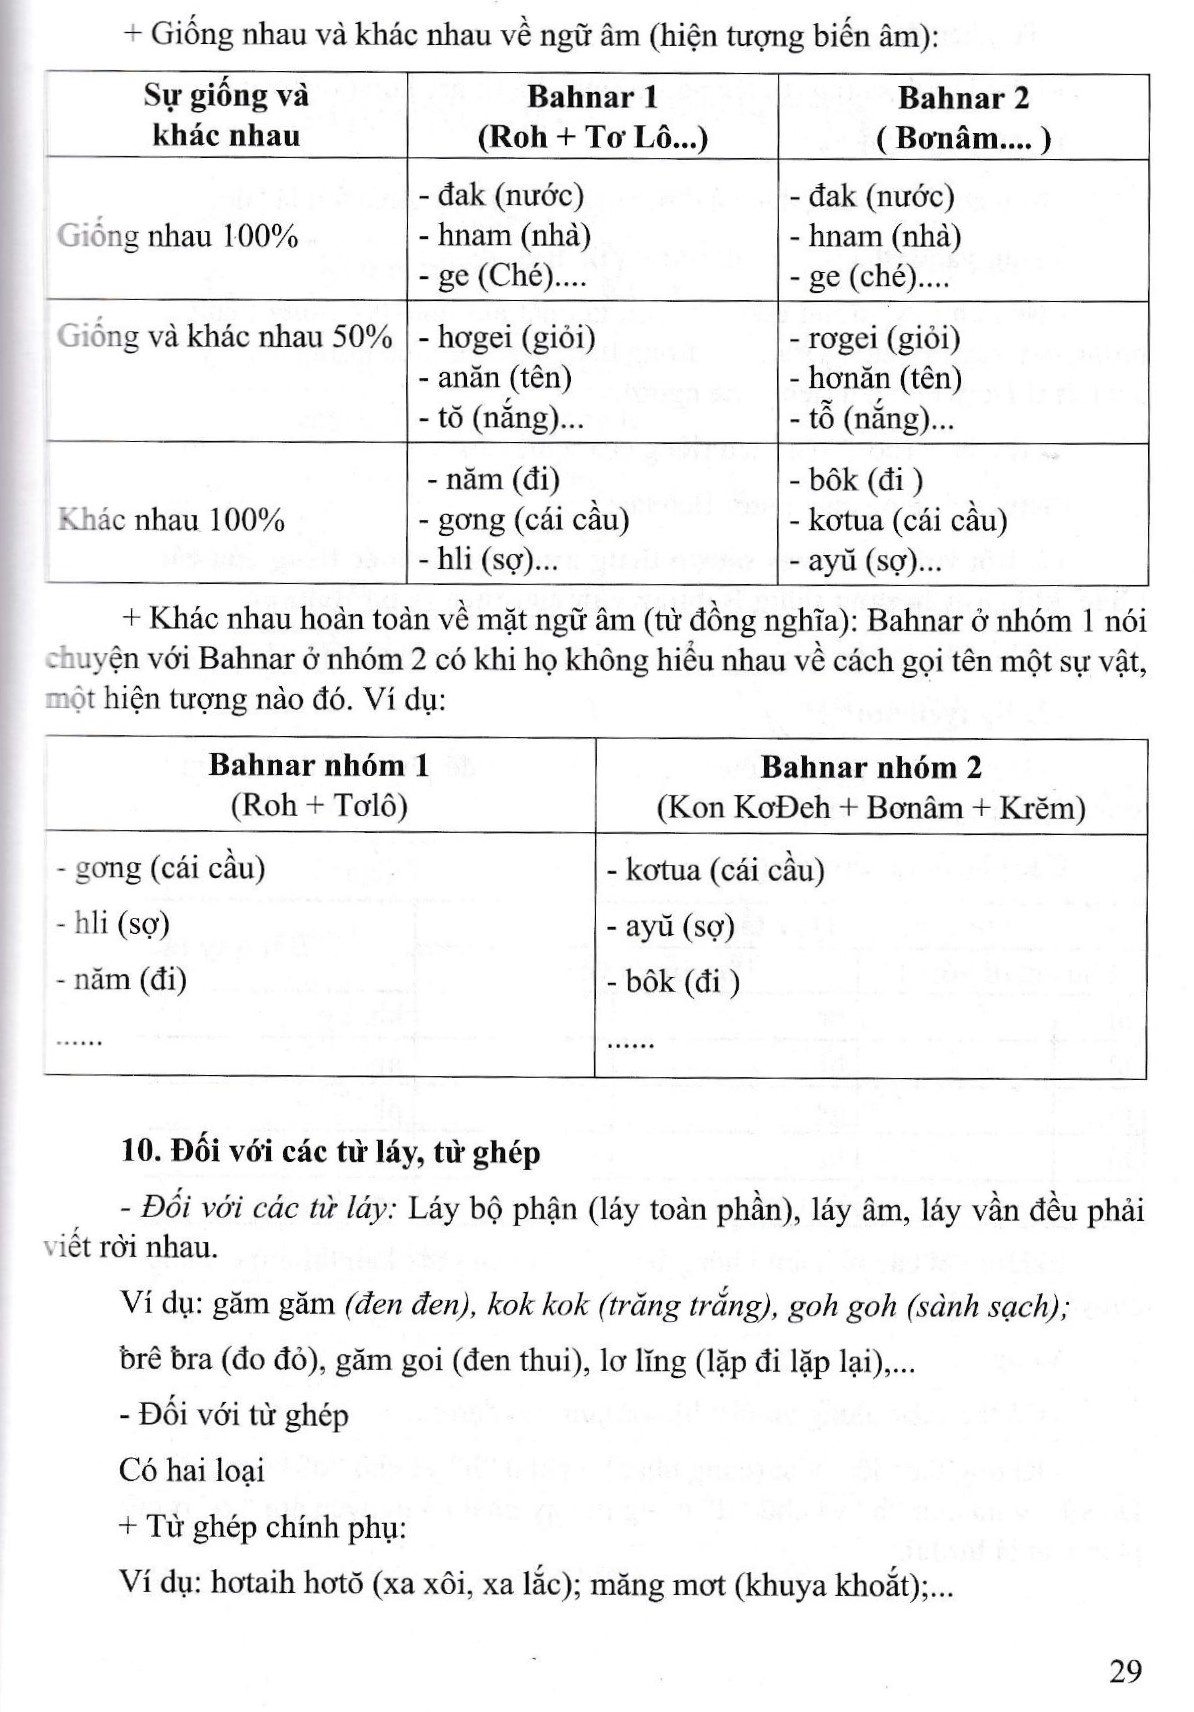 + Giống nhau và khác nhau về ngữ âm (hiện tượng biến âm):
Sự giống và
khác nhau
Bahnar 1
(Roh + Tơ Lô...)
Bahnar 2
( Bơnâm.... )
Giống nhau 100%
- đak (nước)
- hnam (nhà)
- ge (Ché)....
- đak (nước)
- hnam (nhà)
- ge (ché)....
Giống và khác nhau 50%
- hơgei (giỏi)
- anăn (tên)
- tŏ (nắng)...
- rơgei (giỏi)
- hơnăn (tên)
- tỗ (nắng)...
Khác nhau 100%
- năm (đi)
- gơng (cái cầu)
- hli (sợ)...
- bôk (đi )
- kơtua (cái cầu)
- ayŭ (sợ)...
+ Khác nhau hoàn toàn về mặt ngữ âm (từ đồng nghĩa): Bahnar ở nhóm 1 nói
chuyện với Bahnar ở nhóm 2 có khi họ không hiểu nhau về cách gọi tên một sự vật,
một hiện tượng nào đó. Ví dụ:
Bahnar nhóm 1
(Roh + Tơlô)
Bahnar nhóm 2
(Kon KơĐeh + Bơnâm + Krĕm)
- gơng (cái cầu)
- hli (sợ)
- năm (đi)
......
- kơtua (cái cầu)
- ayŭ (sợ)
- bôk (đi )
......
10. Đối với các từ láy, từ ghép
- Đối với các từ láy: Láy bộ phận (láy toàn phần), láy âm, láy vần đều phải
viết rời nhau.
Ví dụ: găm găm (đen đen), kok kok (trăng trắng), goh goh (sành sạch);
ƀrê ƀra (đo đỏ), găm goi (đen thui), lơ lĭng (lặp đi lặp lại),...
- Đối với từ ghép
Có hai loại
+ Từ ghép chính phụ:
Ví dụ: hơtaih hơtŏ (xa xôi, xa lắc); măng mơt (khuya khoắt);...
29